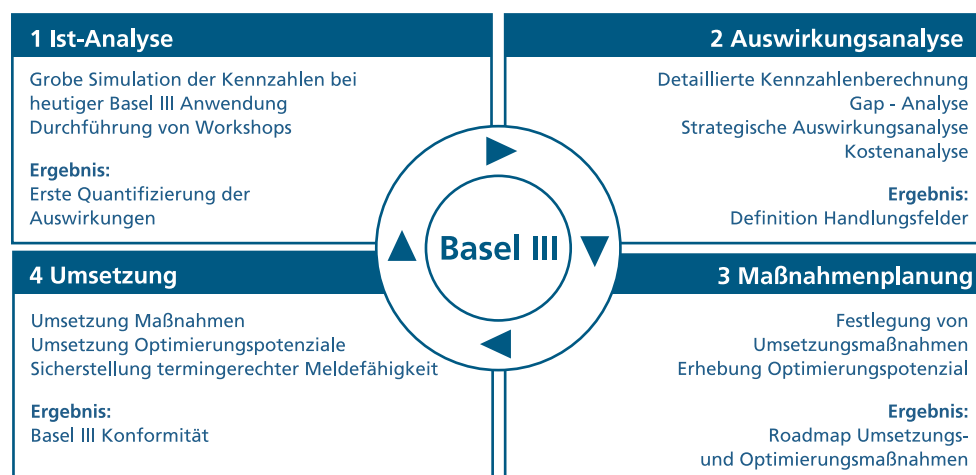 1 Ist-Analyse
Grobe Simulation der Kennzahlen bei
heutiger Basel III Anwendung
Durchführung von Workshops
Ergebnis:
Erste Quantifizierung der
Auswirkungen
2 Auswirkungsanalyse
Detaillierte Kennzahlenberechnung
Gap - Analyse
Strategische Auswirkungsanalyse
Kostenanalyse
Ergebnis:
Definition Handlungsfelder
Basel III
3 Maßnahmenplanung
Festlegung von
Umsetzungsmaßnahmen
Erhebung Optimierungspotenzial
Ergebnis:
Roadmap Umsetzungs-
und Optimierungsmaßnahmen
4 Umsetzung
Umsetzung Maßnahmen
Umsetzung Optimierungspotenziale
Sicherstellung termingerechter Meldefähigkeit
Ergebnis:
Basel III Konformität